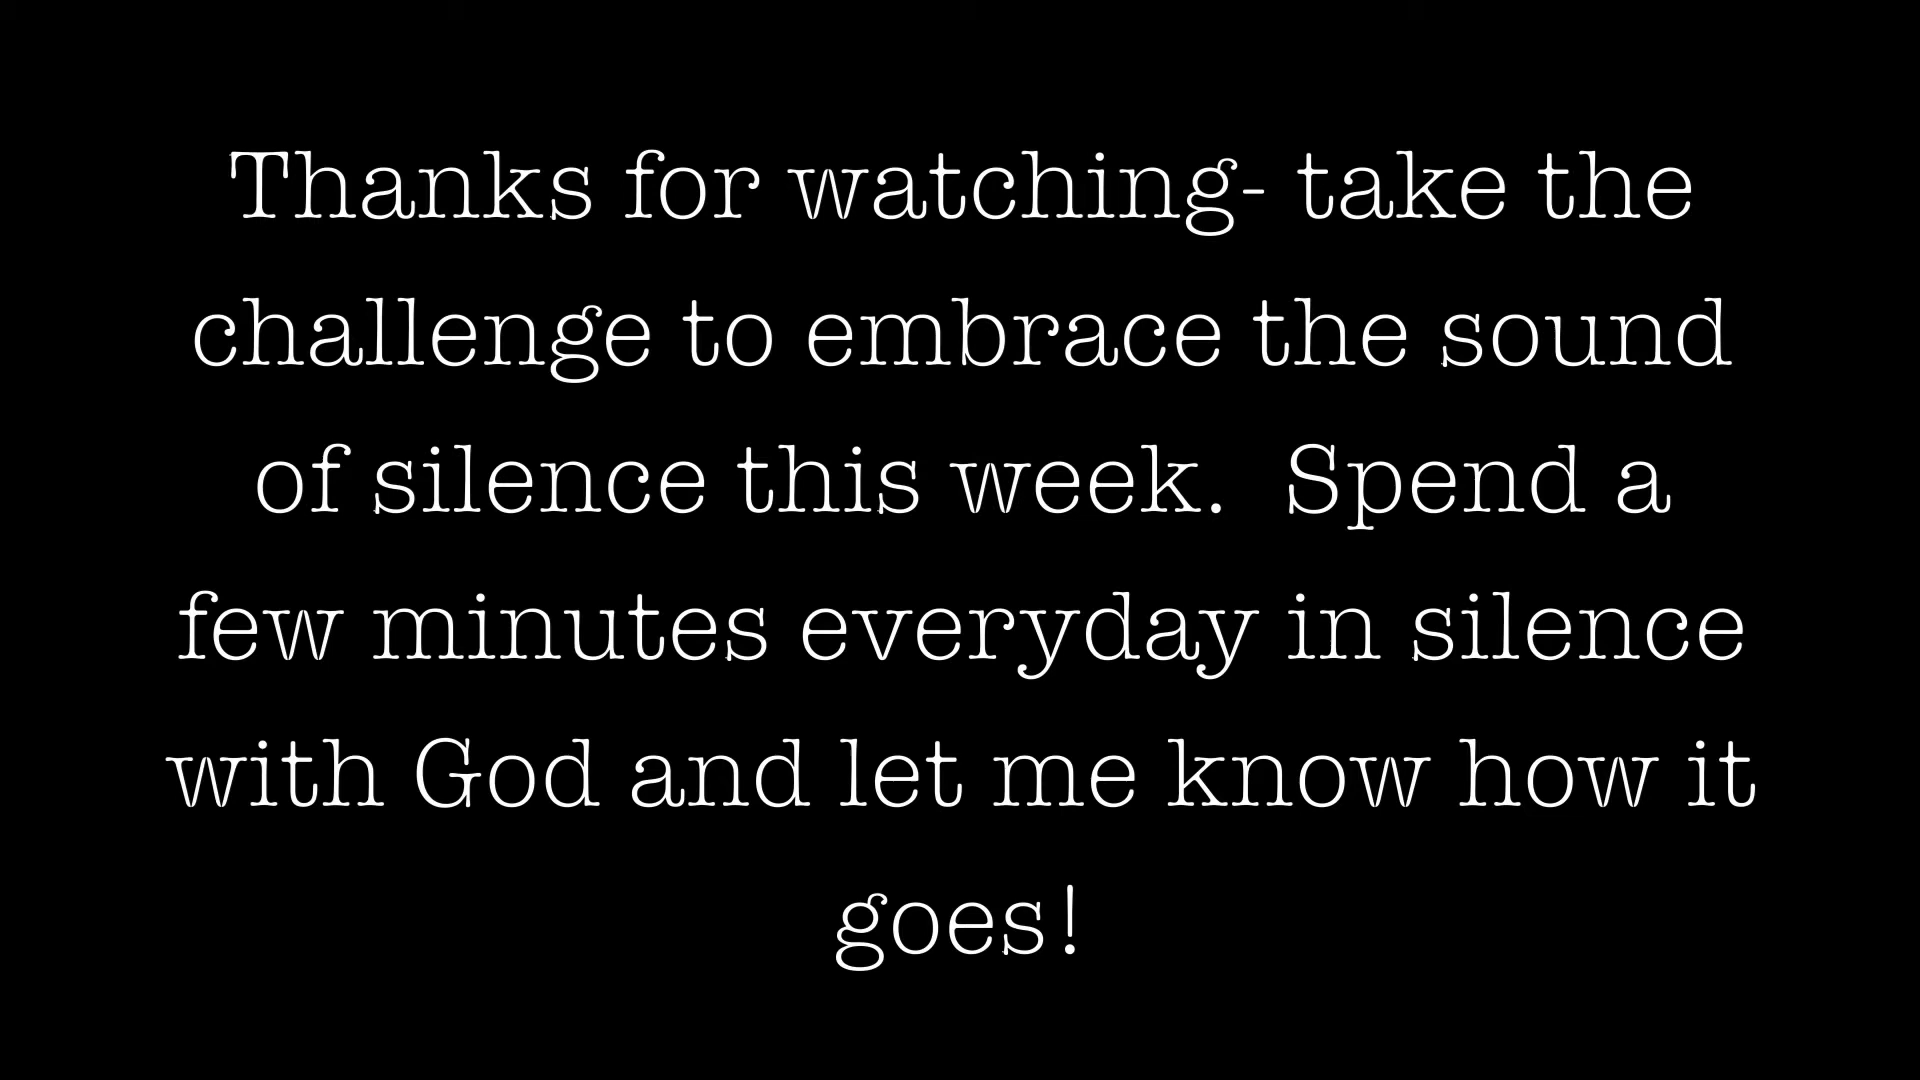 Thanks for watching- take the
challenge to embrace the sound
of silence this week.  Spend a
few minutes everyday in silence
with God and let me know how it
goes!